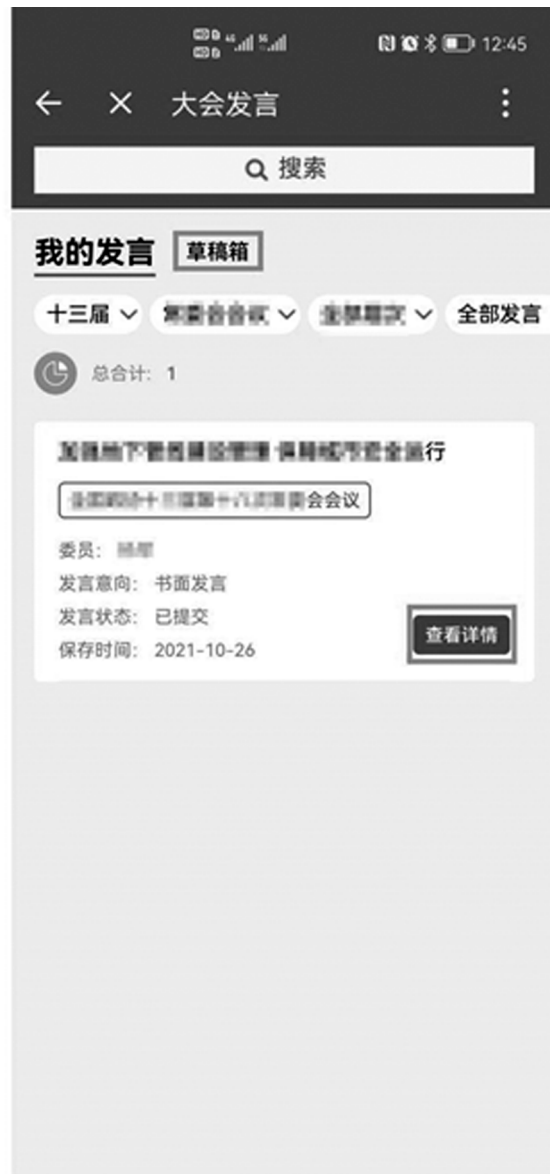 12:45
大会发言
搜索
我的发言 草稿箱
十三届 全部发言
总合计: 1
行
会会议
委员:
发言意向: 书面发言
发言状态: 已提交
保存时间: 2021-10-26
查看详情